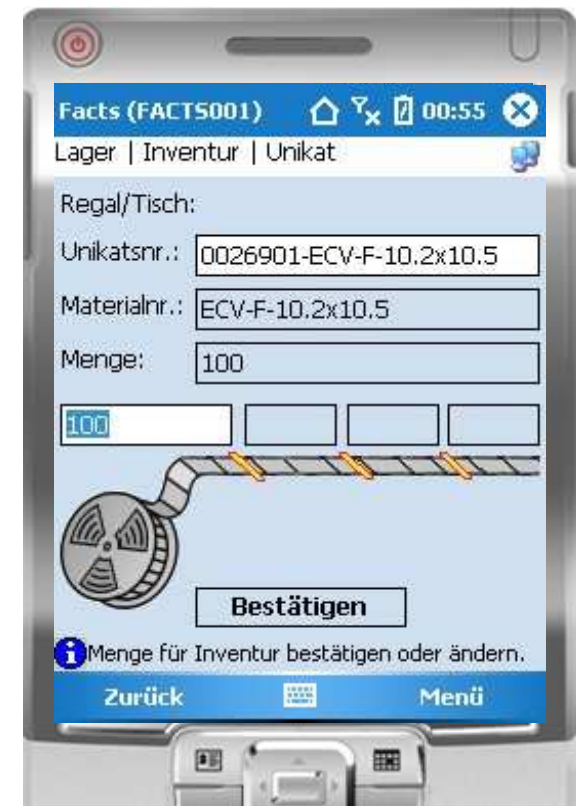 Facts (FACTS001) 00:55
Lager | Inventur | Unikat
Regal/Tisch:
Unikatsnr.: 0026901-ECV-F-10.2x10.5
Materialnr.: ECV-F-10.2x10.5
Menge: 100
100
Bestätigen
Menge für Inventur bestätigen oder ändern.
Zurück Menü